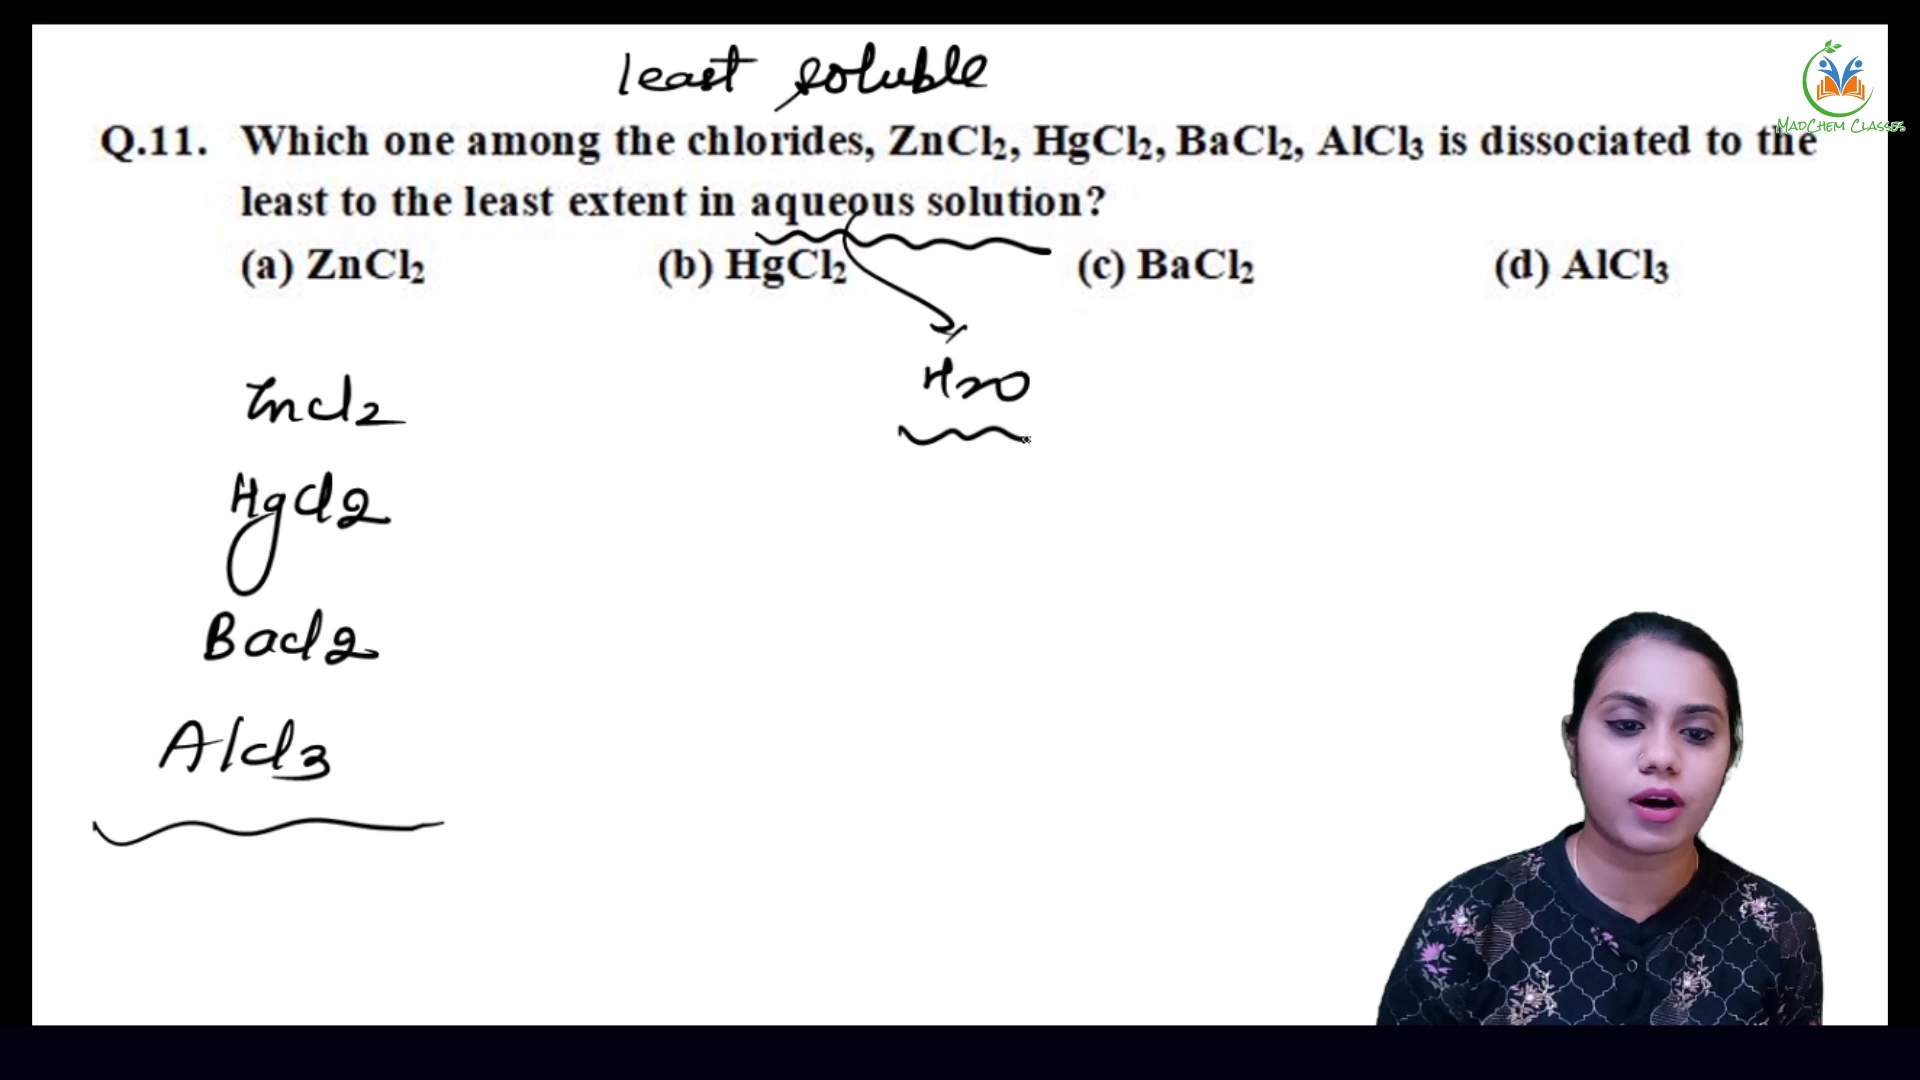 least soluble
MADCHEM CLASSES
Q.11. Which one among the chlorides, ZnCl₂, HgCl₂, BaCl₂, AlCl₃ is dissociated to the
least to the least extent in aqueous solution?
(a) ZnCl₂ (b) HgCl₂ (c) BaCl₂ (d) AlCl₃
H2O
ZnCl2
HgCl2
BaCl2
AlCl3